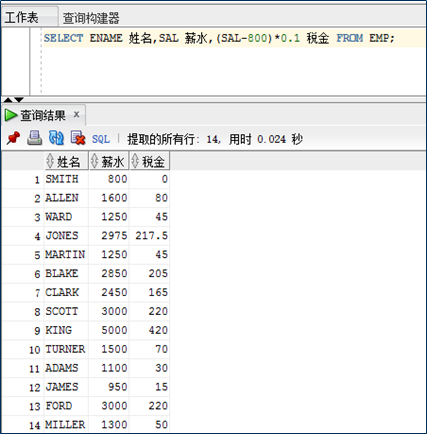 工作表 查询构建器
SELECT ENAME 姓名,SAL 薪水,(SAL-800)*0.1 税金 FROM EMP;
查询结果 ×
SQL | 提取的所有行: 14, 用时 0.024 秒
姓名 薪水 税金
1 SMITH 800 0
2 ALLEN 1600 80
3 WARD 1250 45
4 JONES 2975 217.5
5 MARTIN 1250 45
6 BLAKE 2850 205
7 CLARK 2450 165
8 SCOTT 3000 220
9 KING 5000 420
10 TURNER 1500 70
11 ADAMS 1100 30
12 JAMES 950 15
13 FORD 3000 220
14 MILLER 1300 50